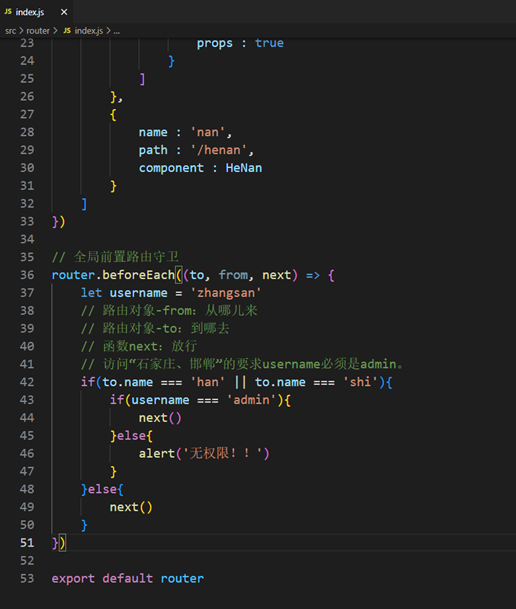 JS index.js ×
src > router > JS index.js > ...
23 props : true
24 }
25 ]
26 },
27 {
28 name : 'nan',
29 path : '/henan',
30 component : HeNan
31 }
32 ]
33 })
34
35 // 全局前置路由守卫
36 router.beforeEach((to, from, next) => {
37 let username = 'zhangsan'
38 // 路由对象-from：从哪儿来
39 // 路由对象-to：到哪去
40 // 函数next：放行
41 // 访问“石家庄、邯郸”的要求username必须是admin。
42 if(to.name === 'han' || to.name === 'shi'){
43 if(username === 'admin'){
44 next()
45 }else{
46 alert('无权限！！')
47 }
48 }else{
49 next()
50 }
51 })
52
53 export default router